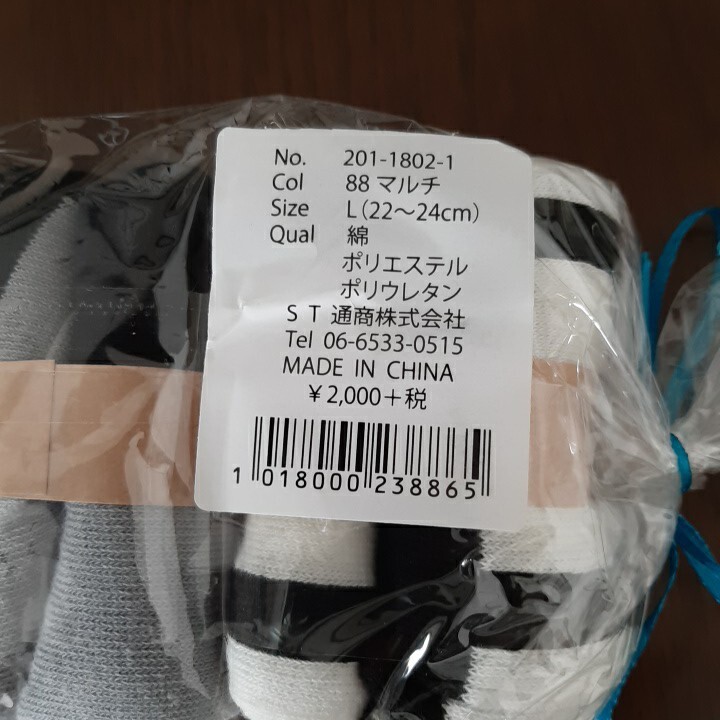 No. 201-1802-1
Col 88 マルチ
Size L(22～24cm)
Qual 綿
ポリエステル
ポリウレタン
S T 通商株式会社
Tel 06-6533-0515
MADE IN CHINA
¥2,000+税
1 018000 238865